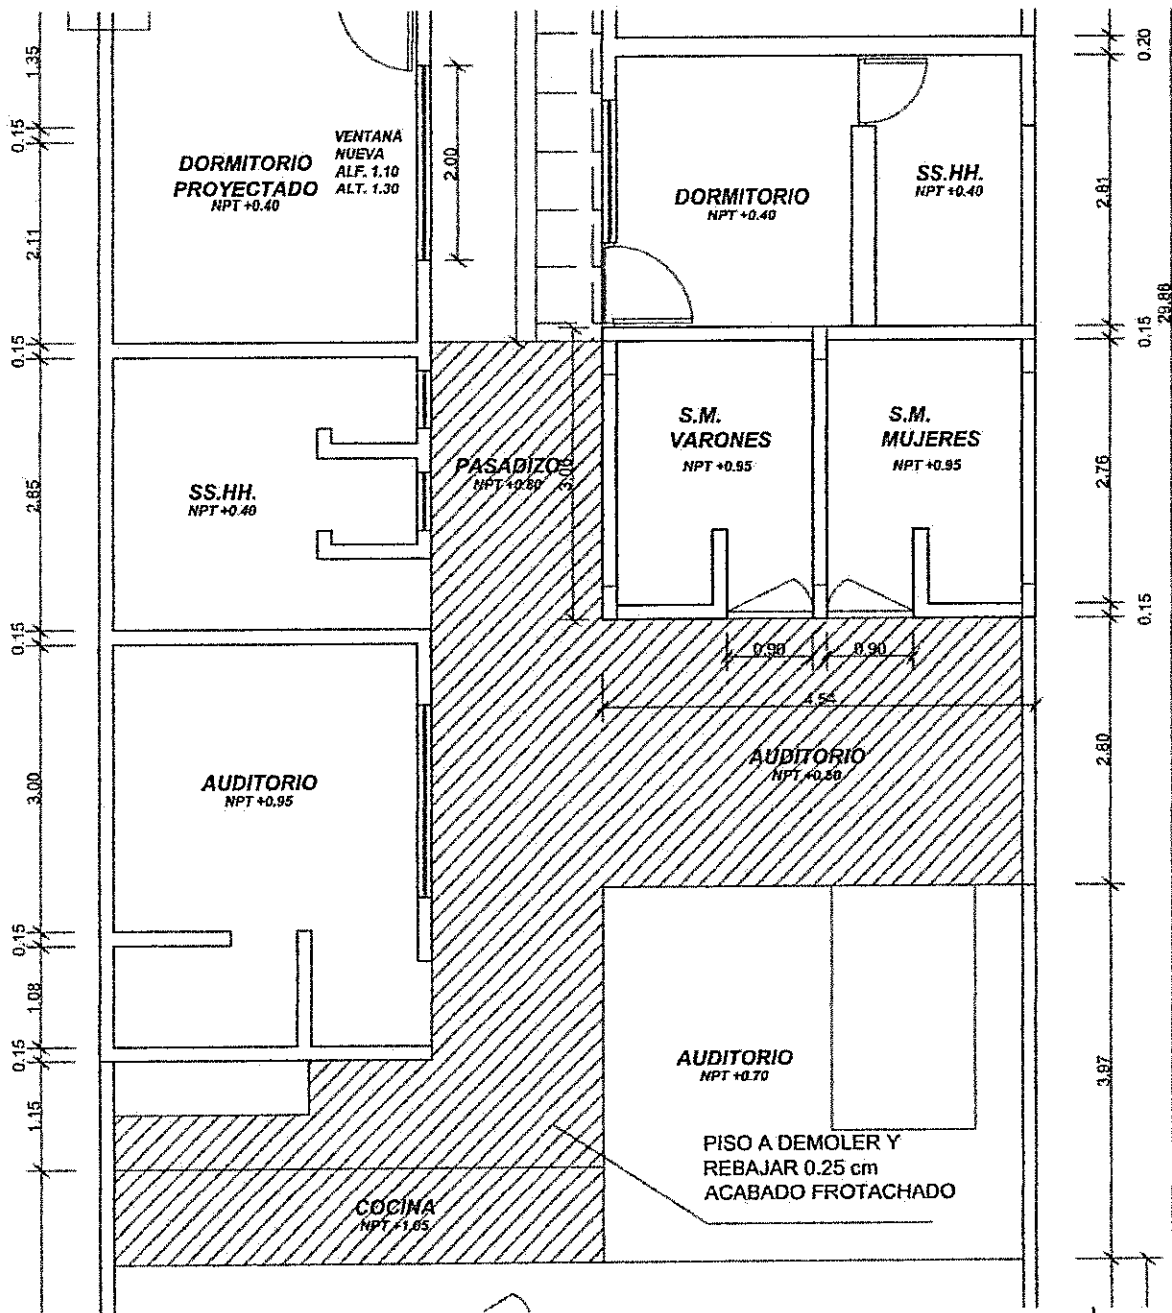 1.35
0.15
2.11
0.15
2.85
0.15
3.00
0.15
1.08
0.15
1.15
DORMITORIO
PROYECTADO
NPT +0.40
VENTANA
NUEVA
ALF. 1.10
ALT. 1.30
2.00
DORMITORIO
NPT +0.40
SS.HH.
NPT +0.40
0.20
2.81
29.86
0.15
SS.HH.
NPT +0.40
PASADIZO
NPT +0.80
3.00
S.M.
VARONES
NPT +0.95
S.M.
MUJERES
NPT +0.95
2.76
0.15
0.90
0.90
4.54
AUDITORIO
NPT +0.95
AUDITORIO
NPT +0.80
2.80
AUDITORIO
NPT +0.70
3.97
PISO A DEMOLER Y
REBAJAR 0.25 cm
ACABADO FROTACHADO
COCINA
NPT +1.05